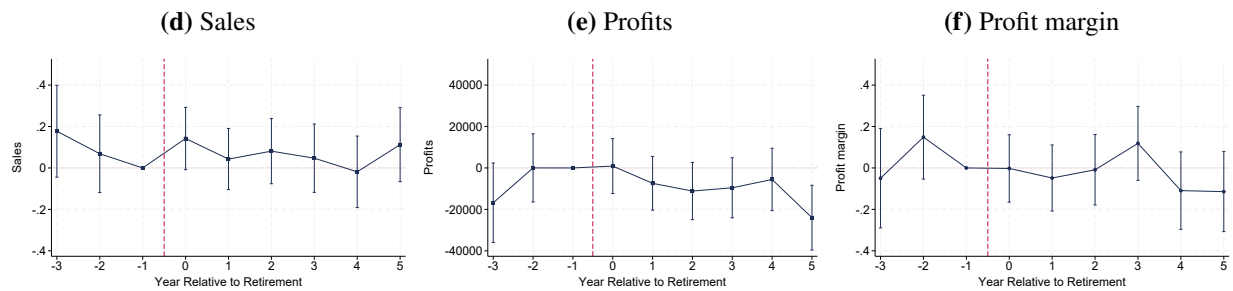 (d) Sales
.4
.2
0
-.2
-.4
Sales
-3 -2 -1 0 1 2 3 4 5
Year Relative to Retirement
(e) Profits
40000
20000
0
-20000
-40000
Profits
-3 -2 -1 0 1 2 3 4 5
Year Relative to Retirement
(f) Profit margin
.4
.2
0
-.2
-.4
Profit margin
-3 -2 -1 0 1 2 3 4 5
Year Relative to Retirement